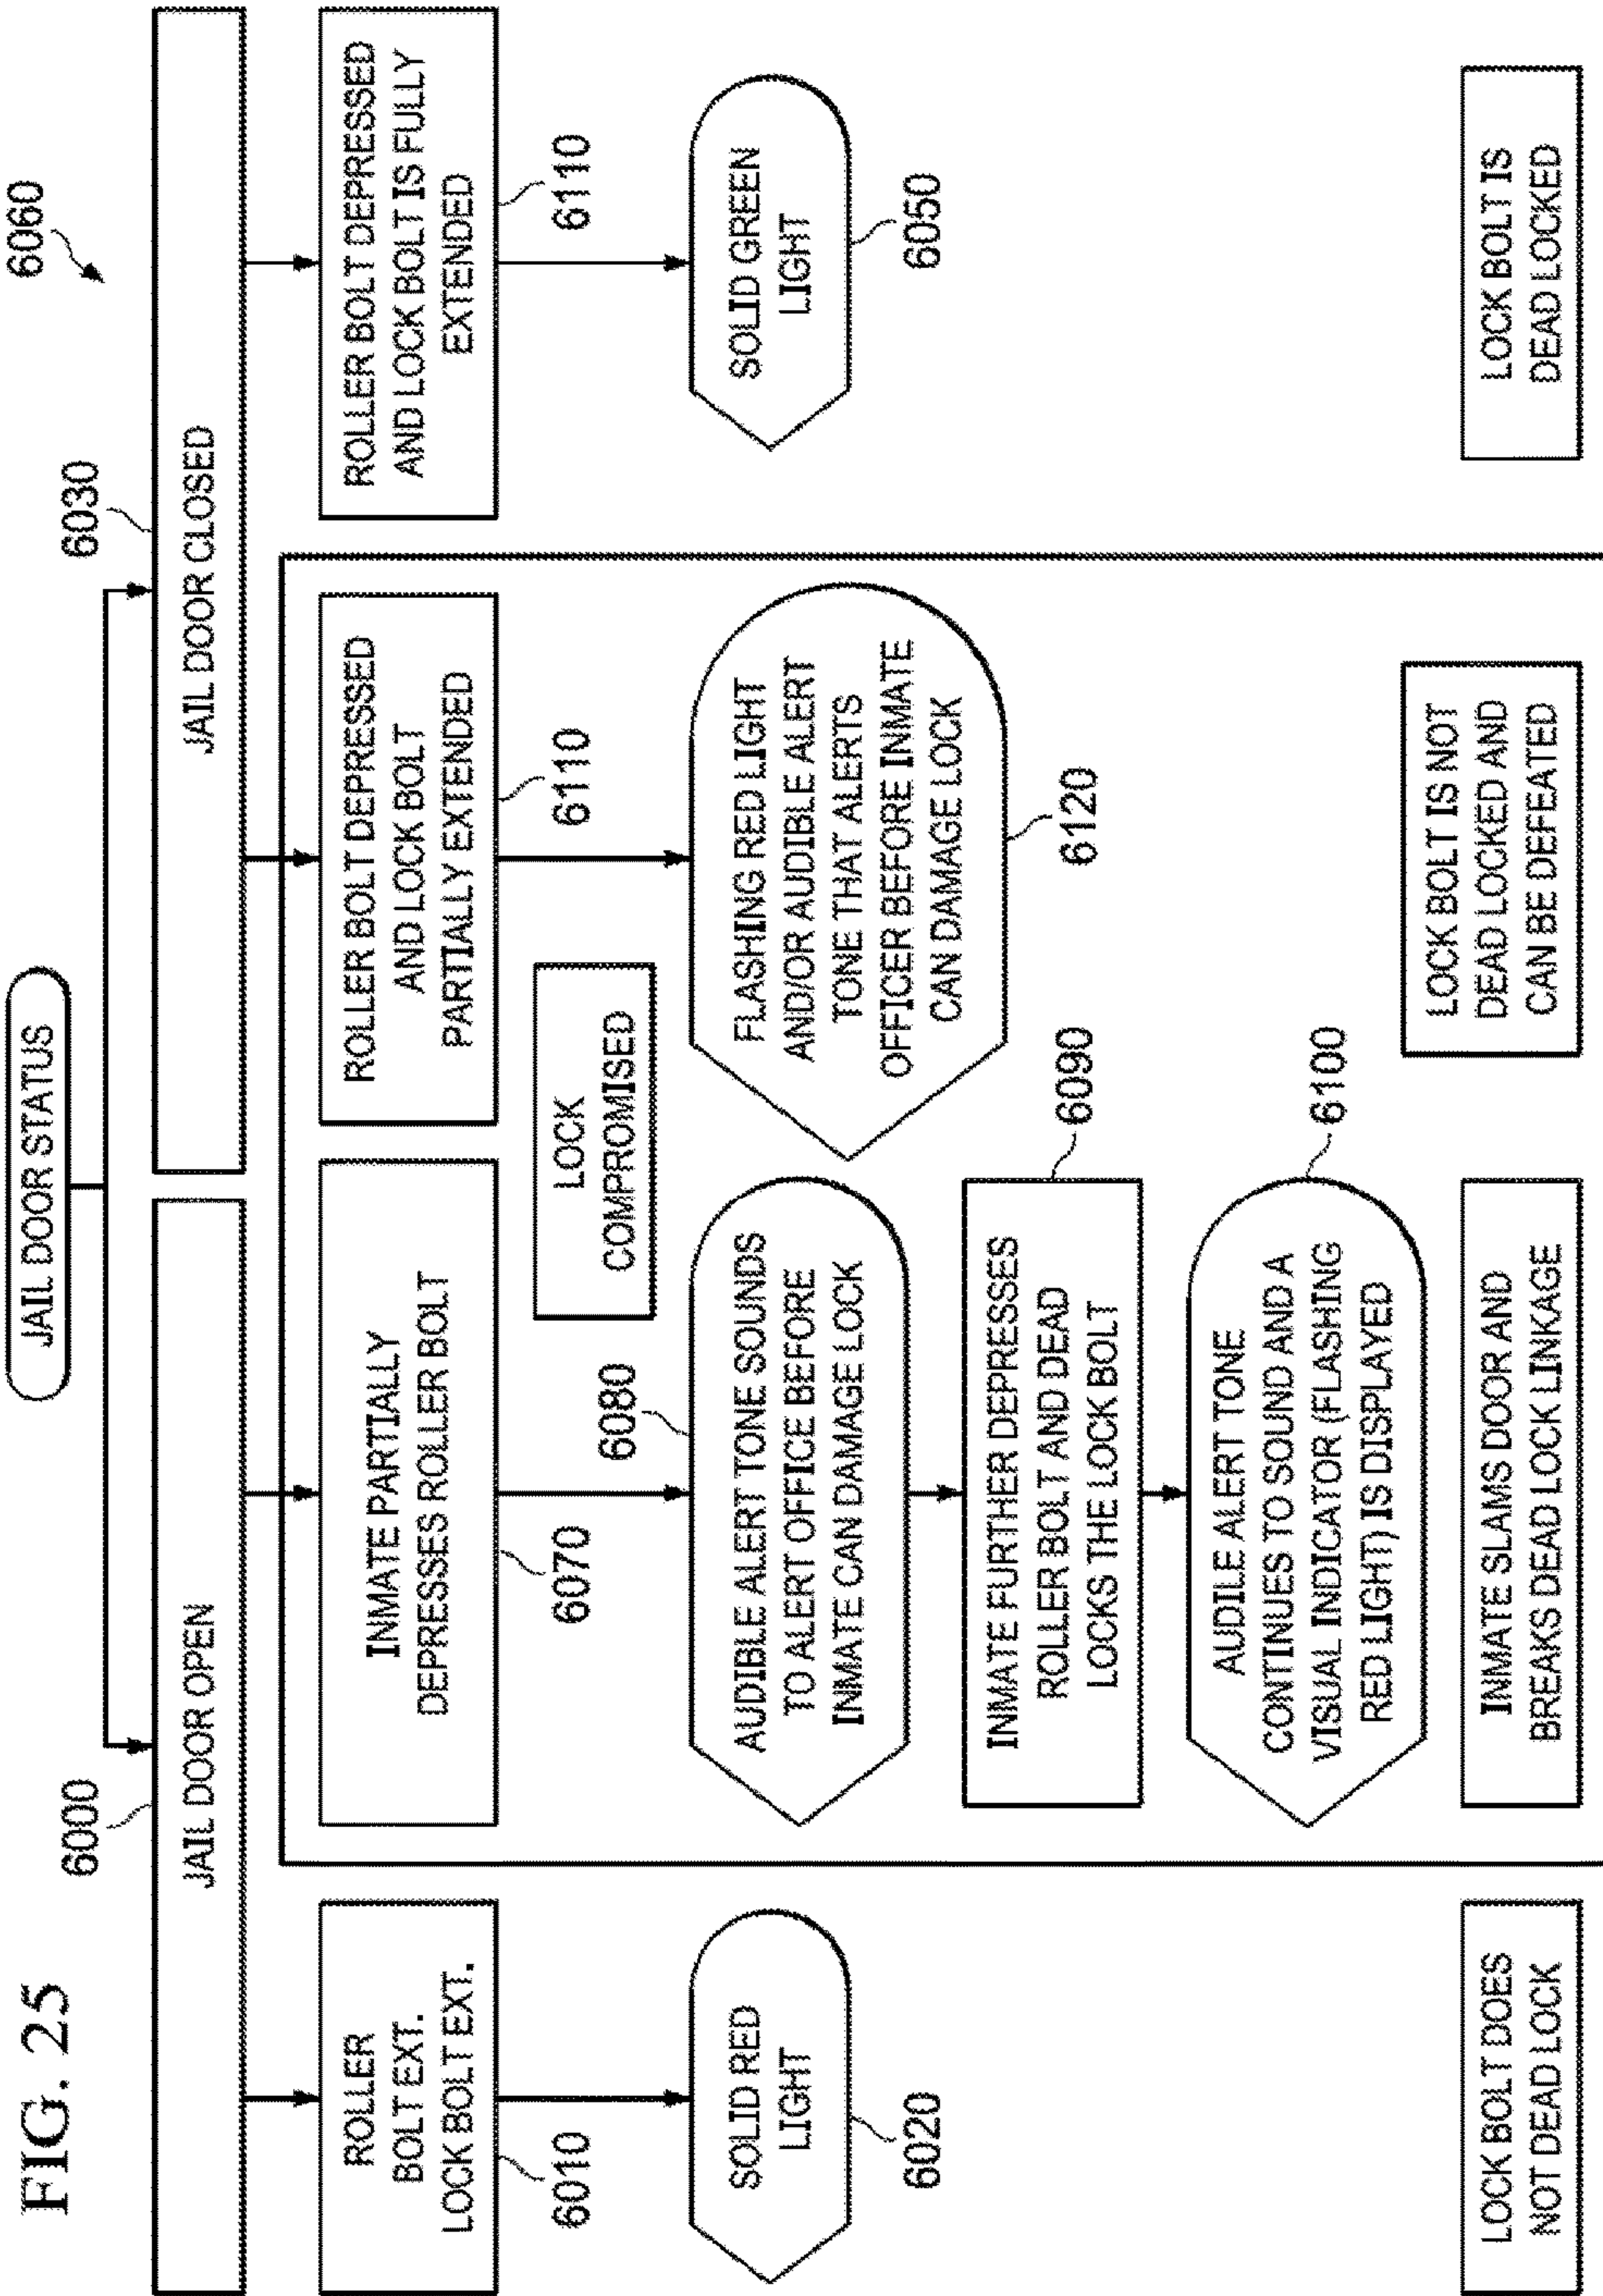 FIG. 25
JAIL DOOR STATUS
6060
6000
6030
JAIL DOOR OPEN
JAIL DOOR CLOSED
ROLLER
BOLT EXT.
LOCK BOLT EXT.
6010
INMATE PARTIALLY
DEPRESSES ROLLER BOLT
6070
ROLLER BOLT DEPRESSED
AND LOCK BOLT
PARTIALLY EXTENDED
6110
ROLLER BOLT DEPRESSED
AND LOCK BOLT IS FULLY
EXTENDED
6110
LOCK
COMPROMISED
SOLID RED
LIGHT
6020
6080
AUDIBLE ALERT TONE SOUNDS
TO ALERT OFFICE BEFORE
INMATE CAN DAMAGE LOCK
FLASHING RED LIGHT
AND/OR AUDIBLE ALERT
TONE THAT ALERTS
OFFICER BEFORE INMATE
CAN DAMAGE LOCK
6120
SOLID GREEN
LIGHT
6050
INMATE FURTHER DEPRESSES
ROLLER BOLT AND DEAD
LOCKS THE LOCK BOLT
6090
AUDILE ALERT TONE
CONTINUES TO SOUND AND A
VISUAL INDICATOR (FLASHING
RED LIGHT) IS DISPLAYED
6100
LOCK BOLT DOES
NOT DEAD LOCK
INMATE SLAMS DOOR AND
BREAKS DEAD LOCK LINKAGE
LOCK BOLT IS NOT
DEAD LOCKED AND
CAN BE DEFEATED
LOCK BOLT IS
DEAD LOCKED